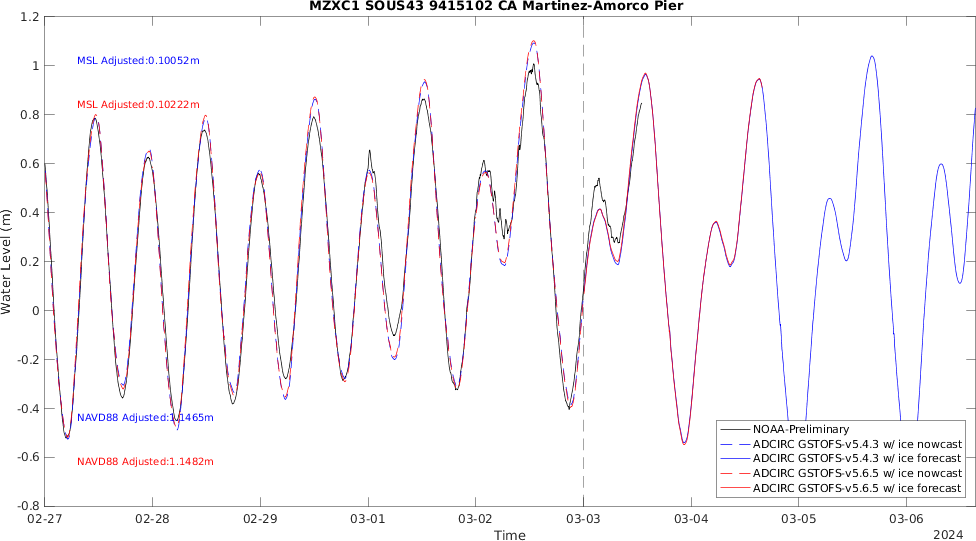 MZXC1 SOUS43 9415102 CA Martinez-Amorco Pier
1.2
1
0.8
0.6
0.4
0.2
0
-0.2
-0.4
-0.6
-0.8
Water Level (m)
MSL Adjusted:0.10052m
MSL Adjusted:0.10222m
NAVD88 Adjusted:1.1465m
NAVD88 Adjusted:1.1482m
NOAA-Preliminary
ADCIRC GSTOFS-v5.4.3 w/ ice nowcast
ADCIRC GSTOFS-v5.4.3 w/ ice forecast
ADCIRC GSTOFS-v5.6.5 w/ ice nowcast
ADCIRC GSTOFS-v5.6.5 w/ ice forecast
02-27 02-28 02-29 03-01 03-02 03-03 03-04 03-05 03-06
Time
2024